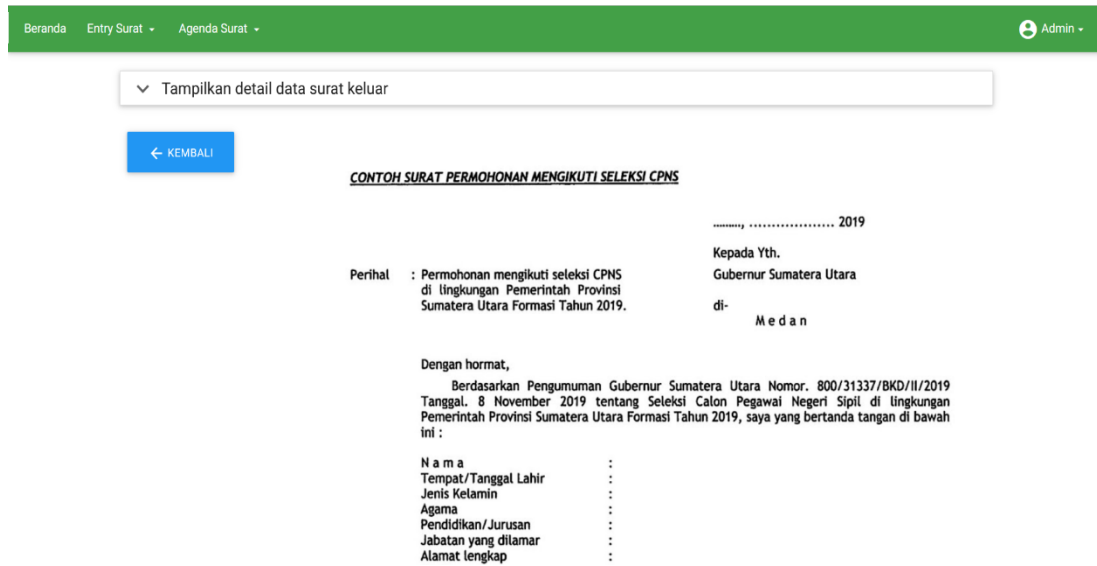 Beranda Entry Surat Agenda Surat Admin
Tampilkan detail data surat keluar
KEMBALI
CONTOH SURAT PERMOHONAN MENGIKUTI SELEKSI CPNS
........., ................... 2019
Kepada Yth.
Perihal : Permohonan mengikuti seleksi CPNS Gubernur Sumatera Utara
di lingkungan Pemerintah Provinsi
Sumatera Utara Formasi Tahun 2019. di-
M e d a n
Dengan hormat,
Berdasarkan Pengumuman Gubernur Sumatera Utara Nomor. 800/31337/BKD/II/2019
Tanggal. 8 November 2019 tentang Seleksi Calon Pegawai Negeri Sipil di lingkungan
Pemerintah Provinsi Sumatera Utara Formasi Tahun 2019, saya yang bertanda tangan di bawah
ini :
N a m a :
Tempat/Tanggal Lahir :
Jenis Kelamin :
Agama :
Pendidikan/Jurusan :
Jabatan yang dilamar :
Alamat lengkap :